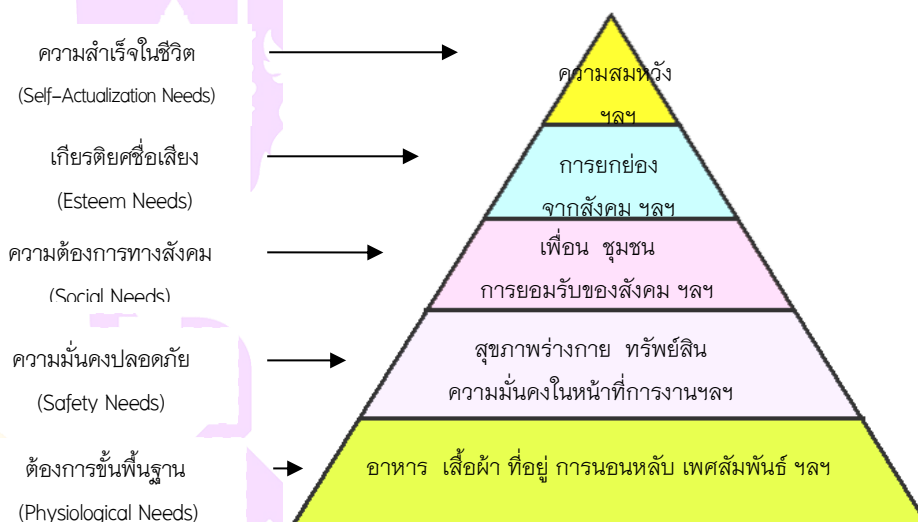 ความสำเร็จในชีวิต
(Self-Actualization Needs)
ความสมหวัง
ฯลฯ
เกียรติยศชื่อเสียง
(Esteem Needs)
การยกย่อง
จากสังคม ฯลฯ
ความต้องการทางสังคม
(Social Needs)
เพื่อน ชุมชน
การยอมรับของสังคม ฯลฯ
ความมั่นคงปลอดภัย
(Safety Needs)
สุขภาพร่างกาย ทรัพย์สิน
ความมั่นคงในหน้าที่การงานฯลฯ
ต้องการขั้นพื้นฐาน
(Physiological Needs)
อาหาร เสื้อผ้า ที่อยู่ การนอนหลับ เพศสัมพันธ์ ฯลฯ